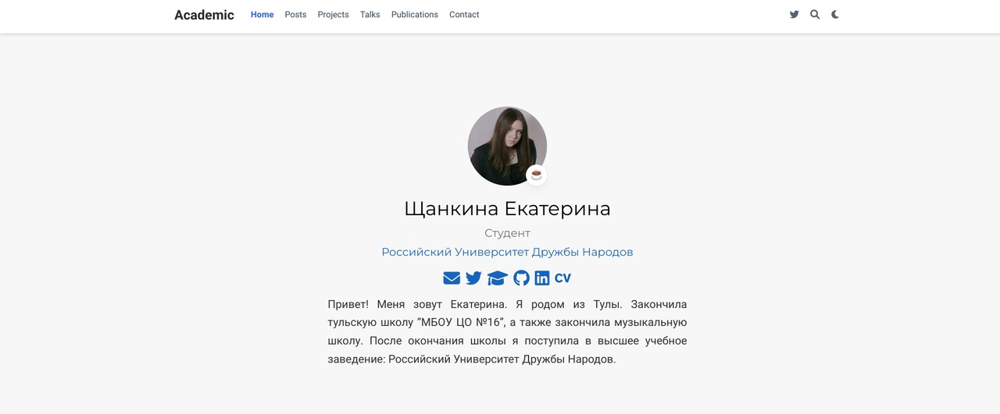 Academic Home Posts Projects Talks Publications Contact
Щанкина Екатерина
Студент
Российский Университет Дружбы Народов
CV
Привет! Меня зовут Екатерина. Я родом из Тулы. Закончила
тульскую школу “МБОУ ЦО №16”, а также закончила музыкальную
школу. После окончания школы я поступила в высшее учебное
заведение: Российский Университет Дружбы Народов.